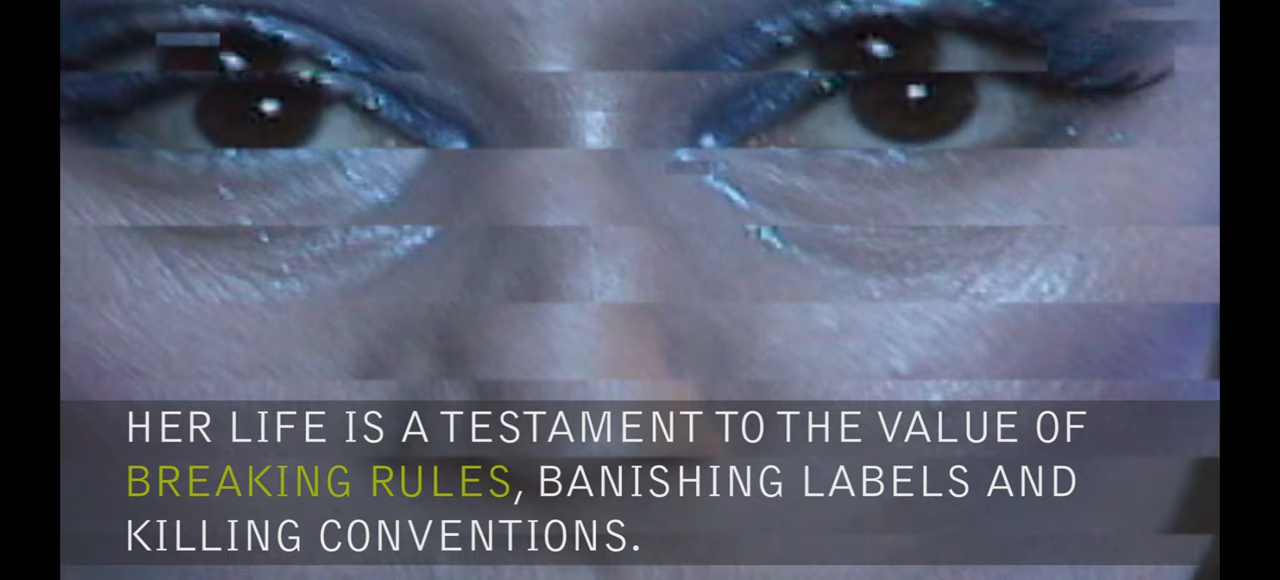 HER LIFE IS A TESTAMENT TO THE VALUE OF
BREAKING RULES, BANISHING LABELS AND
KILLING CONVENTIONS.